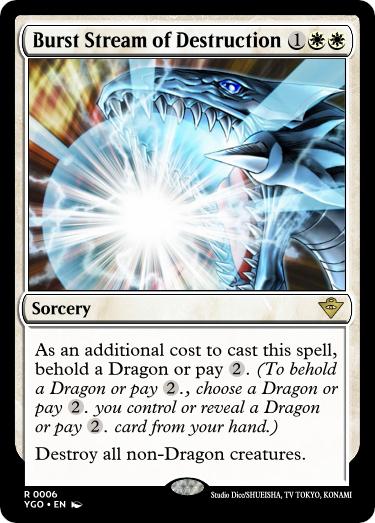 Burst Stream of Destruction 1
Sorcery
As an additional cost to cast this spell,
behold a Dragon or pay 2. (To behold
a Dragon or pay 2., choose a Dragon or
pay 2. you control or reveal a Dragon
or pay 2. card from your hand.)
Destroy all non-Dragon creatures.
R 0006
YGO • EN
Studio Dice/SHUEISHA, TV TOKYO, KONAMI